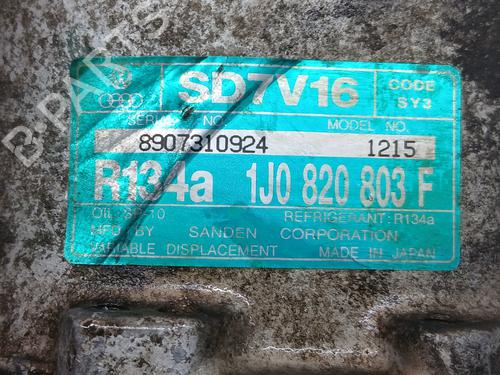 B-PARTS
SD7V16
CODE
SY3
SERIAL NO.
MODEL NO.
8907310924
1215
R134a
1J0 820 803 F
OIL: SP-10
REFRIGERANT: R134a
MFG. BY SANDEN CORPORATION
VARIABLE DISPLACEMENT
MADE IN JAPAN